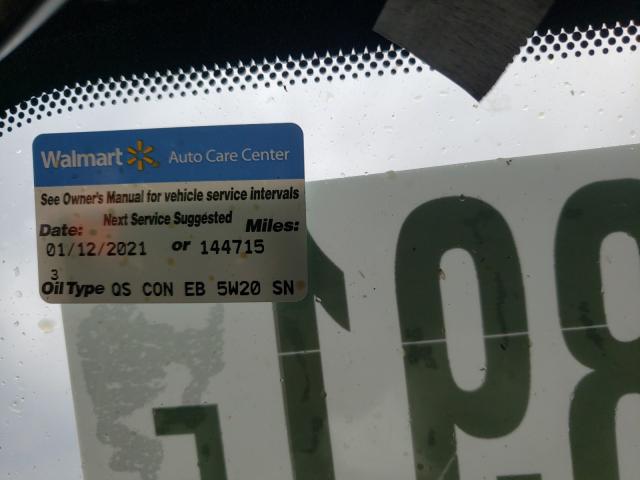 Walmart Auto Care Center
See Owner's Manual for vehicle service intervals
Next Service Suggested
Date: Miles:
01/12/2021 or 144715
3
Oil Type QS CON EB 5W20 SN